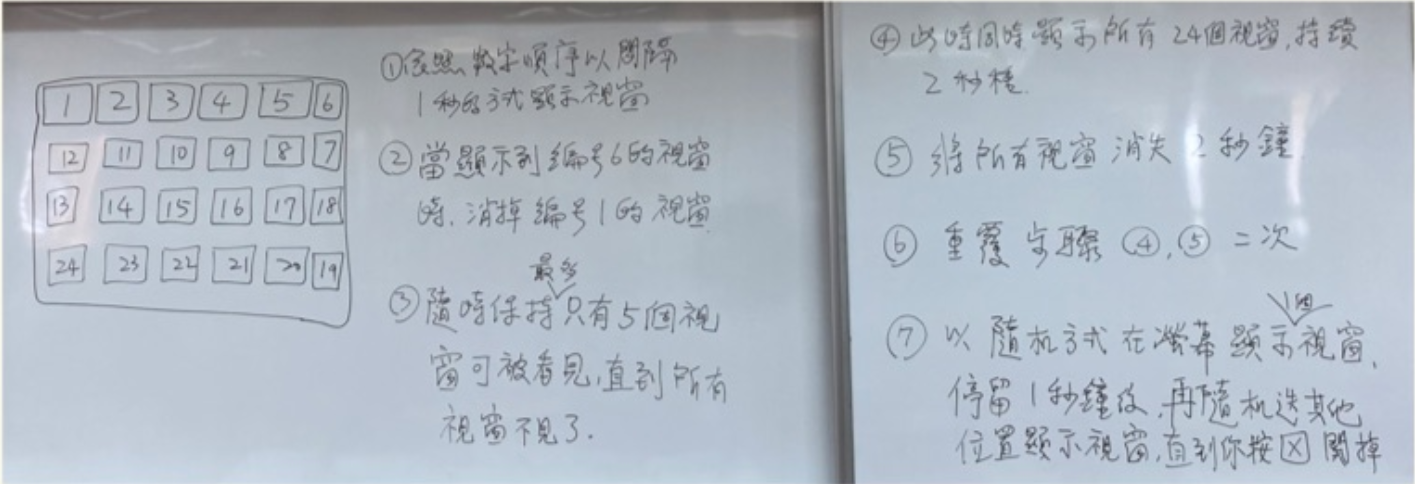 1 2 3 4 5 6
12 11 10 9 8 7
13 14 15 16 17 18
24 23 22 21 20 19
①依照數字順序以間隔
1秒的方式顯示視窗
②當顯示到編号6的視窗
時,消掉編号1的視窗
最多
③隨時保持只有5個視
窗可被看見,直到所有
視窗不見了.
④此時同時顯示所有24個視窗,持續
2秒種.
⑤將所有視窗消失2秒鐘.
⑥重覆步驟④,⑤二次
1個
⑦以隨机方式在螢幕顯示視窗,
停留1秒鐘後,再隨机选其他
位置顯示視窗,直到你按X關掉